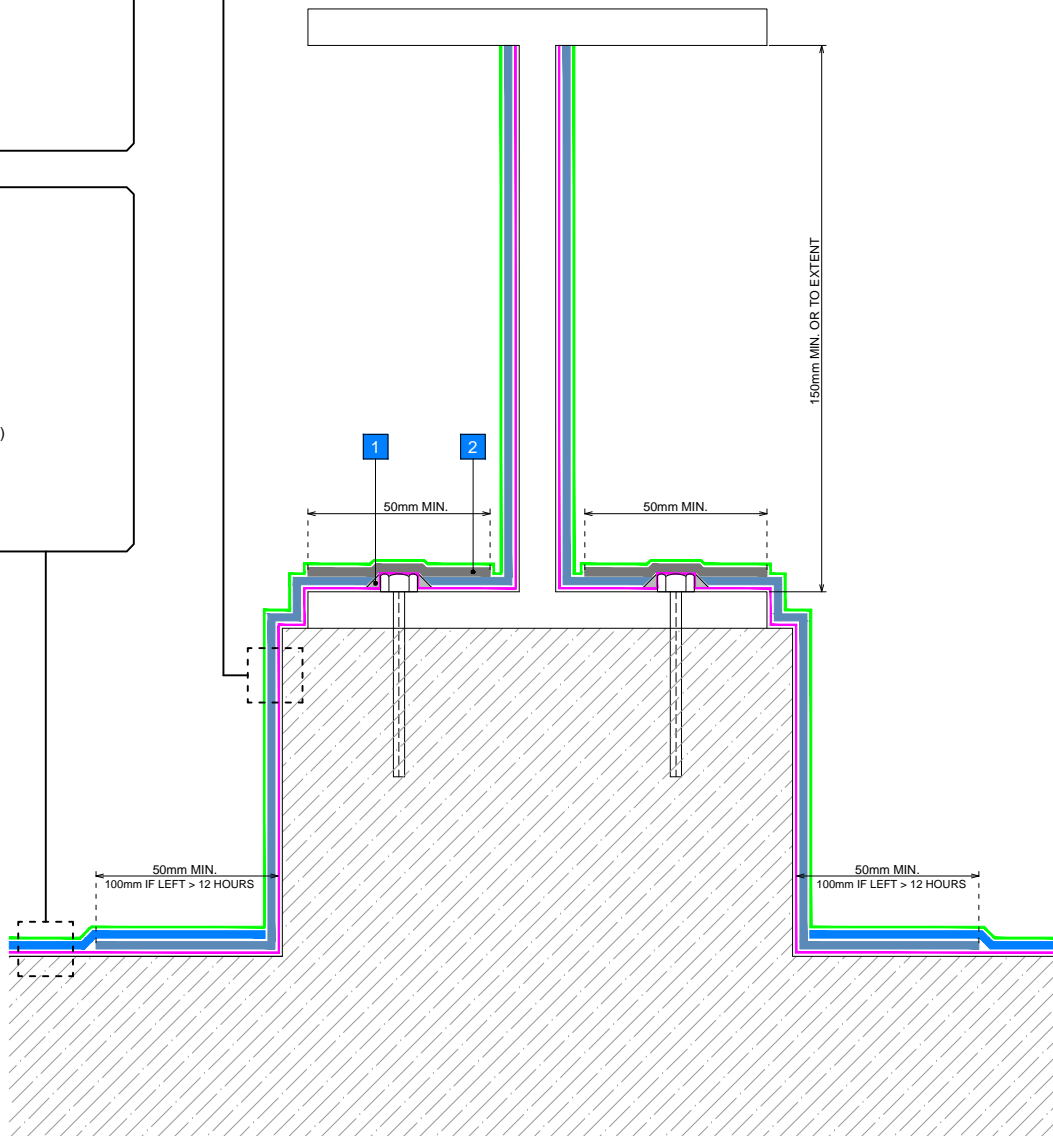 150mm MIN. OR TO EXTENT
)
1
2
50mm MIN.
50mm MIN.
50mm MIN.
100mm IF LEFT > 12 HOURS
50mm MIN.
100mm IF LEFT > 12 HOURS